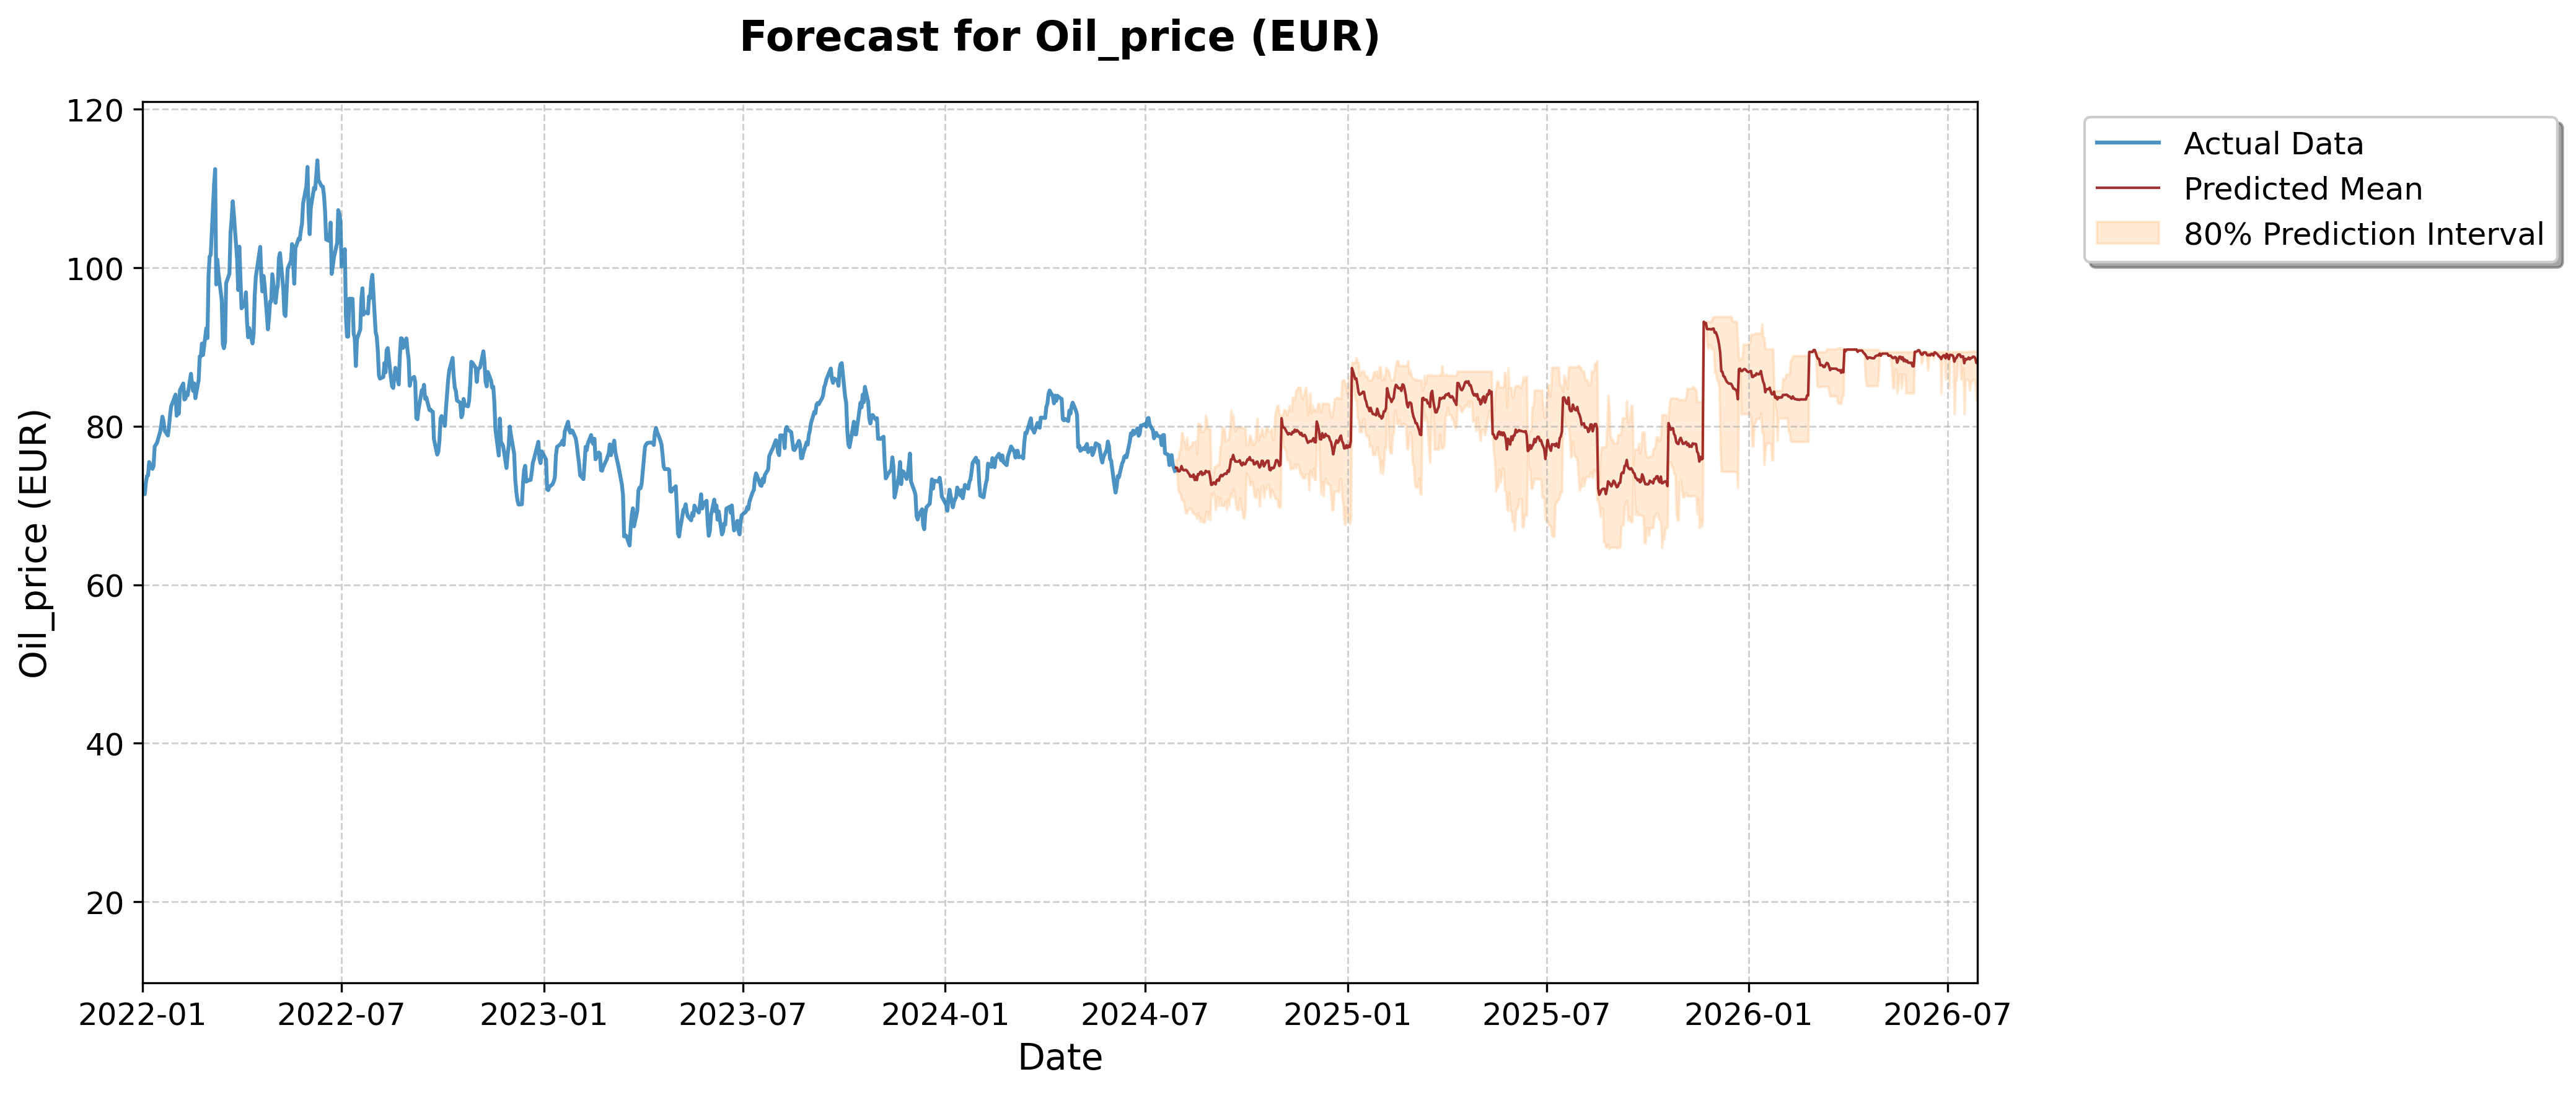 Forecast for Oil_price (EUR)
Actual Data
Predicted Mean
80% Prediction Interval
Oil_price (EUR)
120
100
80
60
40
20
2022-01
2022-07
2023-01
2023-07
2024-01
2024-07
2025-01
2025-07
2026-01
2026-07
Date